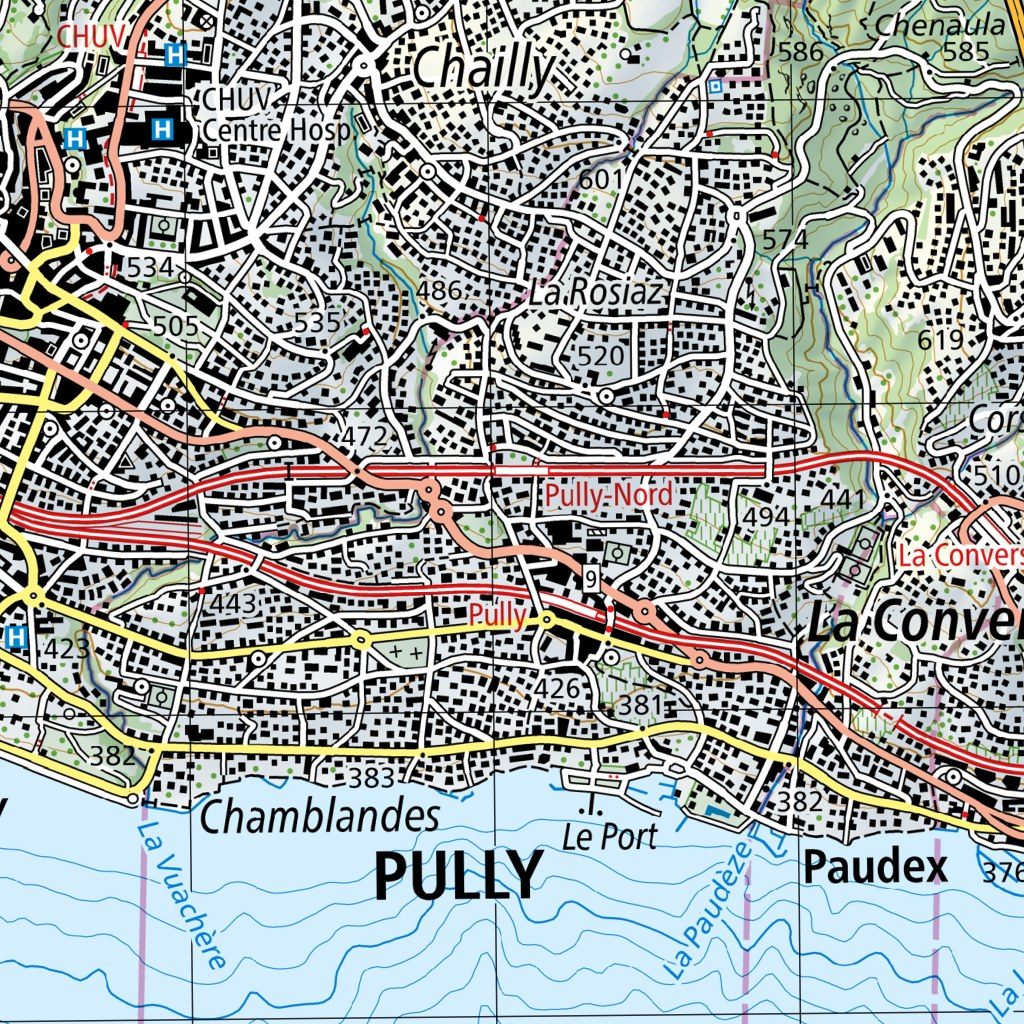 Chenaula
CHUV
H
Chailly
586
585
CHUV
H
H
Centre Hosp
601
574
534
486
La Rosiaz
505
535
520
619
472
Cors
510
Pully-Nord
441
494
La Convers
9
443
Pully
La Conver
H
423
426
381
382
383
382
Chamblandes
Le Port
PULLY
Paudex
376
La Vuachère
La Paudèze
La L